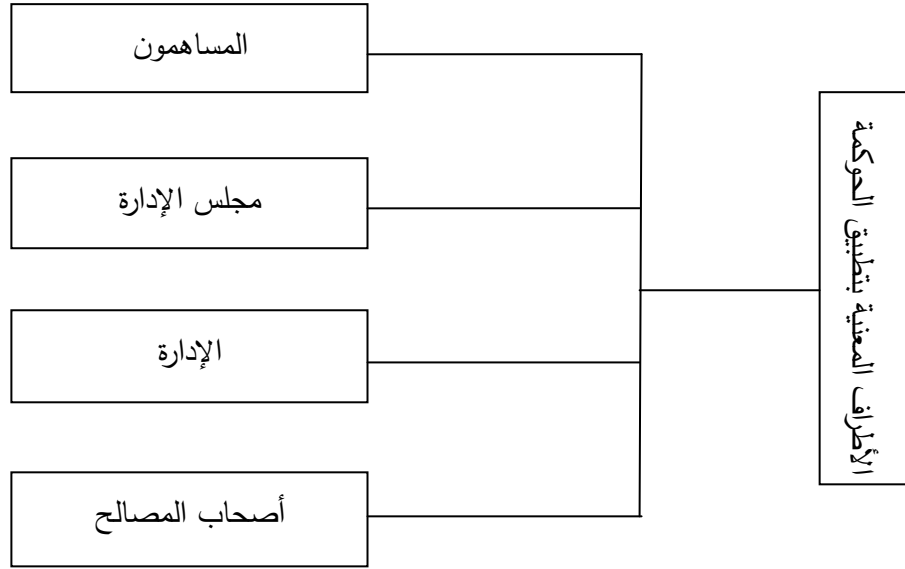 الأطراف المعنية بتطبيق الحوكمة
المساهمون
مجلس الإدارة
الإدارة
أصحاب المصالح